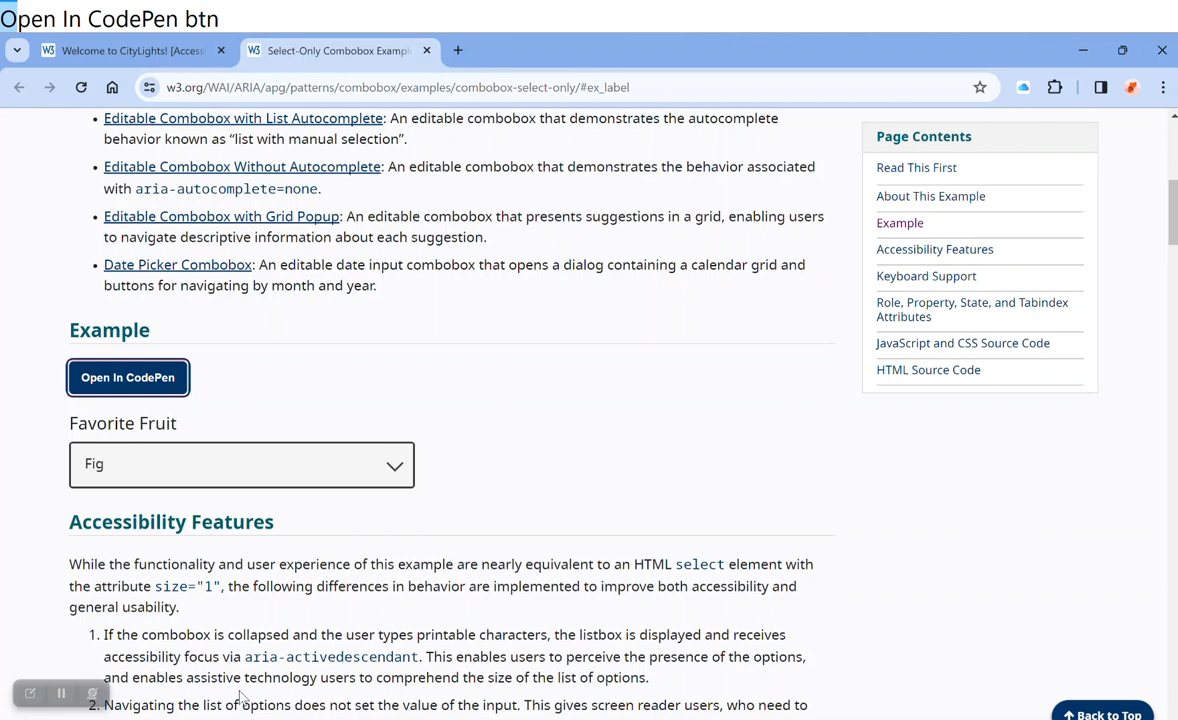 Open In CodePen btn
Welcome to CityLights! [Access
Select-Only Combobox Exampl
w3.org/WAI/ARIA/apg/patterns/combobox/examples/combobox-select-only/#ex_label
• Editable Combobox with List Autocomplete: An editable combobox that demonstrates the autocomplete
behavior known as “list with manual selection”.
• Editable Combobox Without Autocomplete: An editable combobox that demonstrates the behavior associated
with aria-autocomplete=none.
• Editable Combobox with Grid Popup: An editable combobox that presents suggestions in a grid, enabling users
to navigate descriptive information about each suggestion.
• Date Picker Combobox: An editable date input combobox that opens a dialog containing a calendar grid and
buttons for navigating by month and year.
Example
Open In CodePen
Favorite Fruit
Fig
Accessibility Features
While the functionality and user experience of this example are nearly equivalent to an HTML select element with
the attribute size="1", the following differences in behavior are implemented to improve both accessibility and
general usability.
1. If the combobox is collapsed and the user types printable characters, the listbox is displayed and receives
accessibility focus via aria-activedescendant. This enables users to perceive the presence of the options,
and enables assistive technology users to comprehend the size of the list of options.
2. Navigating the list of options does not set the value of the input. This gives screen reader users, who need to
Page Contents
Read This First
About This Example
Example
Accessibility Features
Keyboard Support
Role, Property, State, and Tabindex
Attributes
JavaScript and CSS Source Code
HTML Source Code
Back to Top